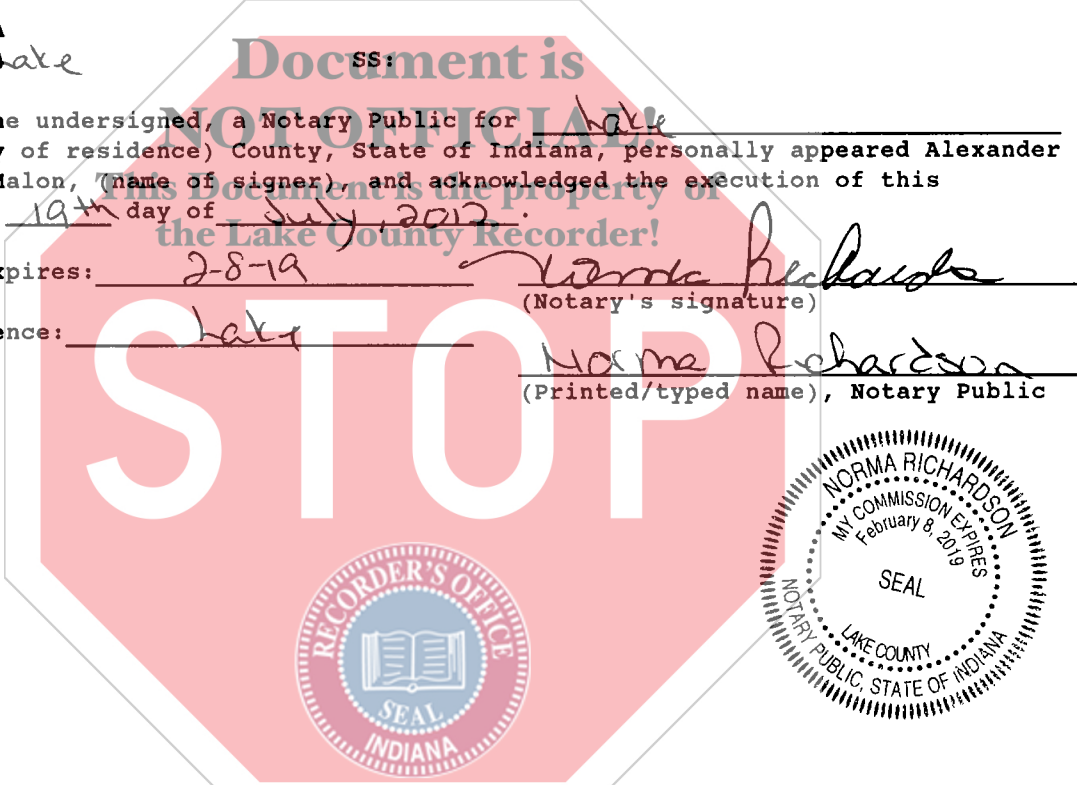 Lake
Document is
SS:
NOT OFFICIAL!
he undersigned, a Notary Public for Lake
y of residence) County, State of Indiana, personally appeared Alexander
Malon, (name of signer), and acknowledged the execution of this
This Document is the property of
19th day of July, 2012.
the Lake County Recorder!
xpires: 2-8-19
Norma Richardson
(Notary's signature)
ence: Lake
Norma Richardson
(Printed/typed name), Notary Public
STOP
NORMA RICHARDSON
MY COMMISSION EXPIRES
February 8, 2019
SEAL
LAKE COUNTY
NOTARY PUBLIC, STATE OF INDIANA
RECORDER'S OFFICE
SEAL
INDIANA